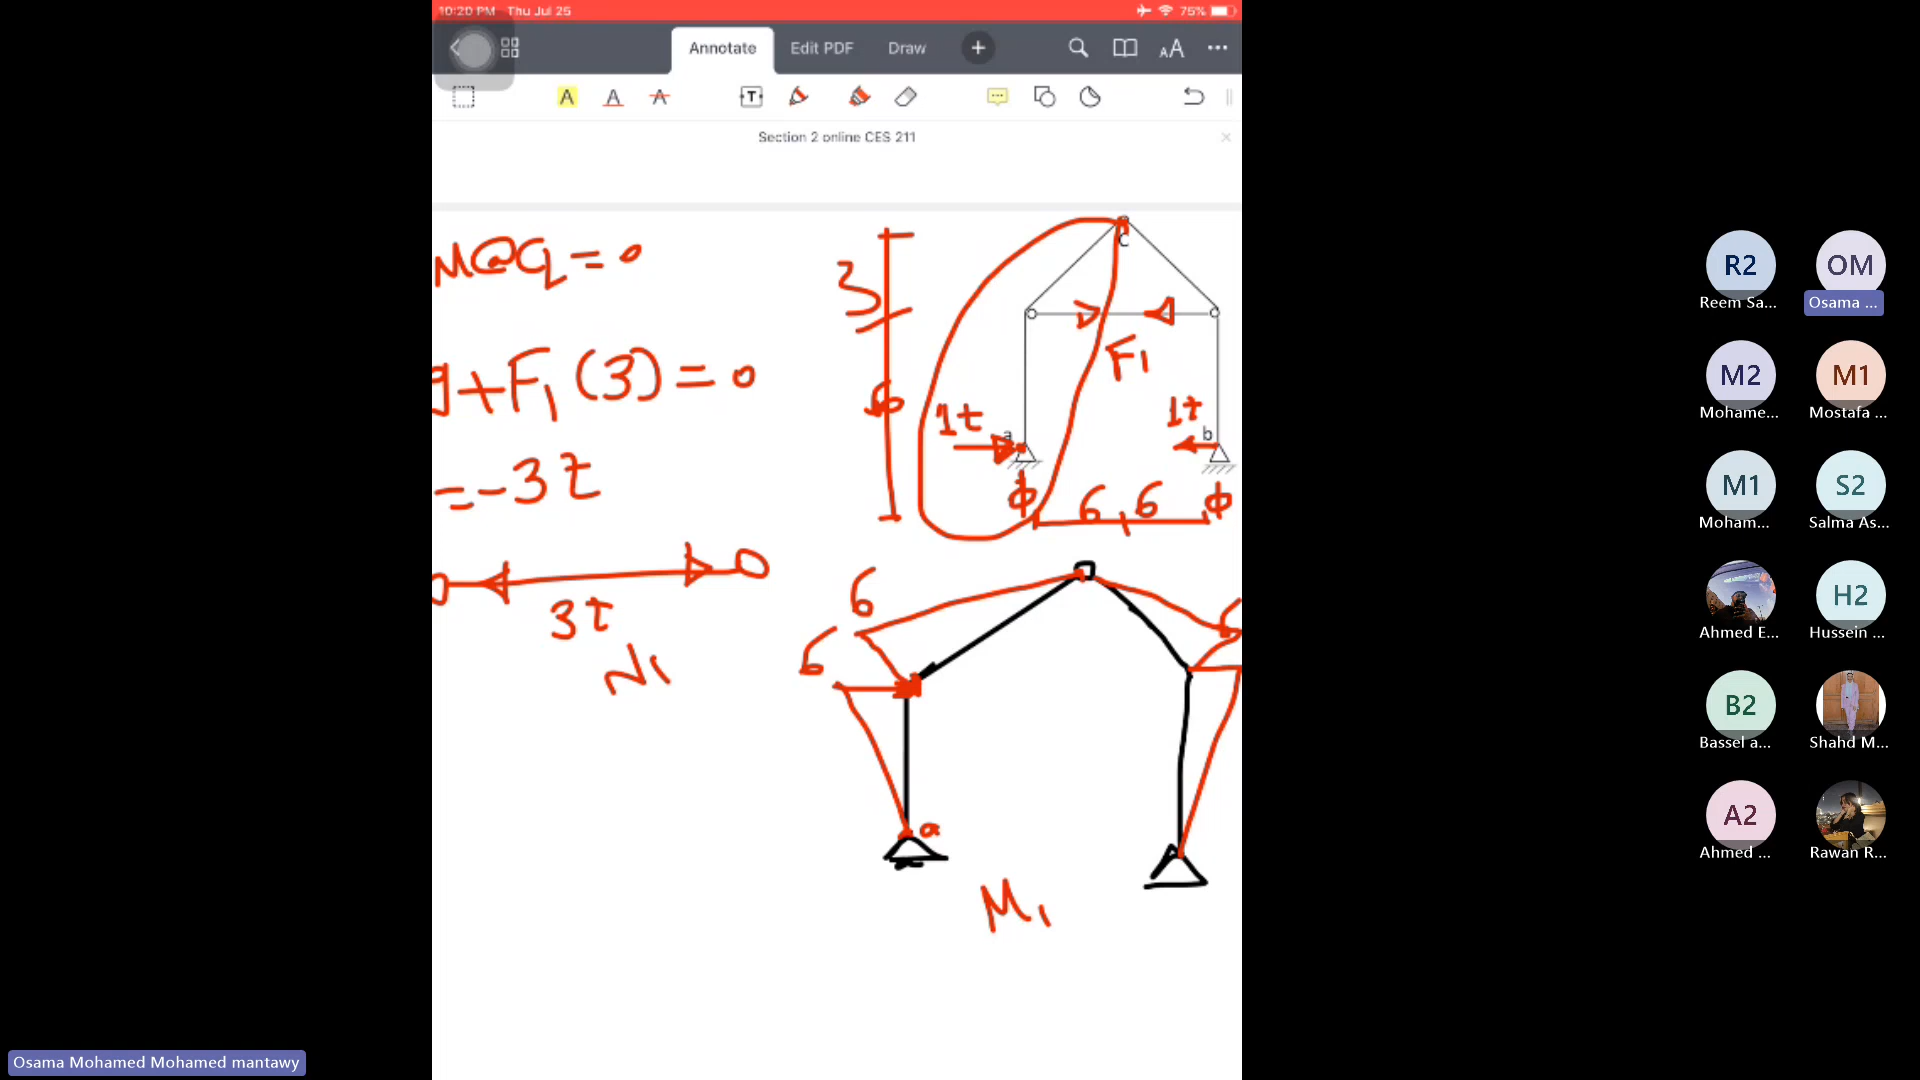 10:20 PM Thu Jul 25
75%
Annotate
Edit PDF
Draw
Section 2 online CES 211
M@C = 0
9 + F1 (3) = 0
= -3t
3t
N1
3
6
c
F1
1t
a
1t
b
6
6
6
6
a
M1
R2
Reem Sa...
OM
Osama ...
M2
Mohame...
M1
Mostafa ...
M1
Moham...
S2
Salma As...
Ahmed E...
H2
Hussein ...
B2
Bassel a...
Shahd M...
A2
Ahmed ...
Rawan R...
Osama Mohamed Mohamed mantawy